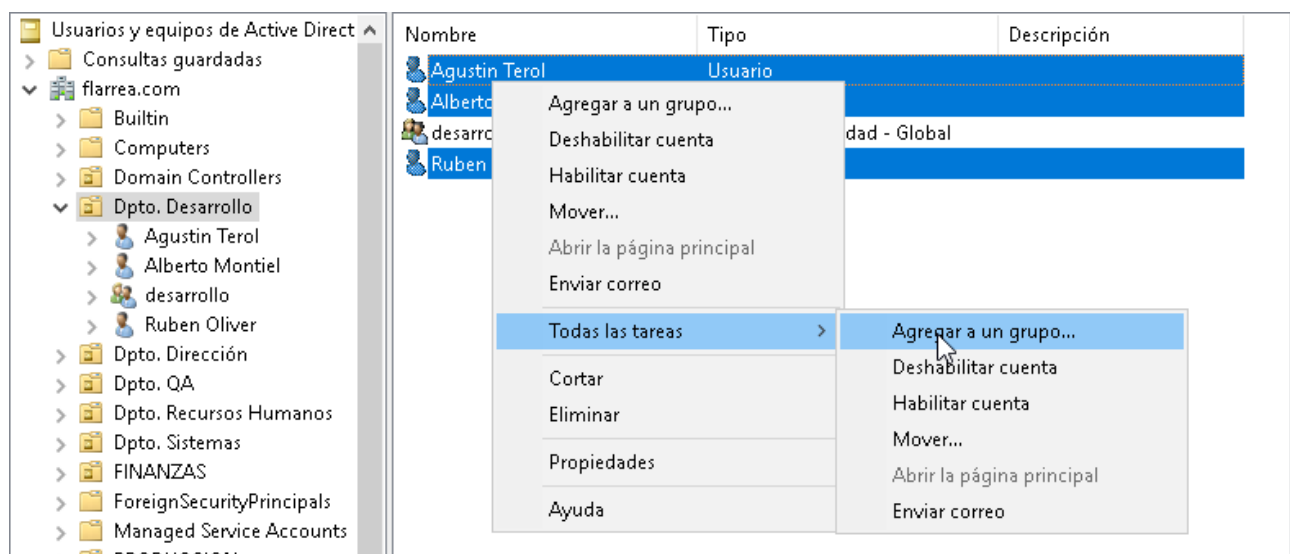 Usuarios y equipos de Active Direct
Consultas guardadas
flarrea.com
Builtin
Computers
Domain Controllers
Dpto. Desarrollo
Agustin Terol
Alberto Montiel
desarrollo
Ruben Oliver
Dpto. Dirección
Dpto. QA
Dpto. Recursos Humanos
Dpto. Sistemas
FINANZAS
ForeignSecurityPrincipals
Managed Service Accounts
Nombre Tipo Descripción
Agustin Terol Usuario
Alberto
desarro dad - Global
Ruben
Agregar a un grupo...
Deshabilitar cuenta
Habilitar cuenta
Mover...
Abrir la página principal
Enviar correo
Todas las tareas
Cortar
Eliminar
Propiedades
Ayuda
Agregar a un grupo...
Deshabilitar cuenta
Habilitar cuenta
Mover...
Abrir la página principal
Enviar correo